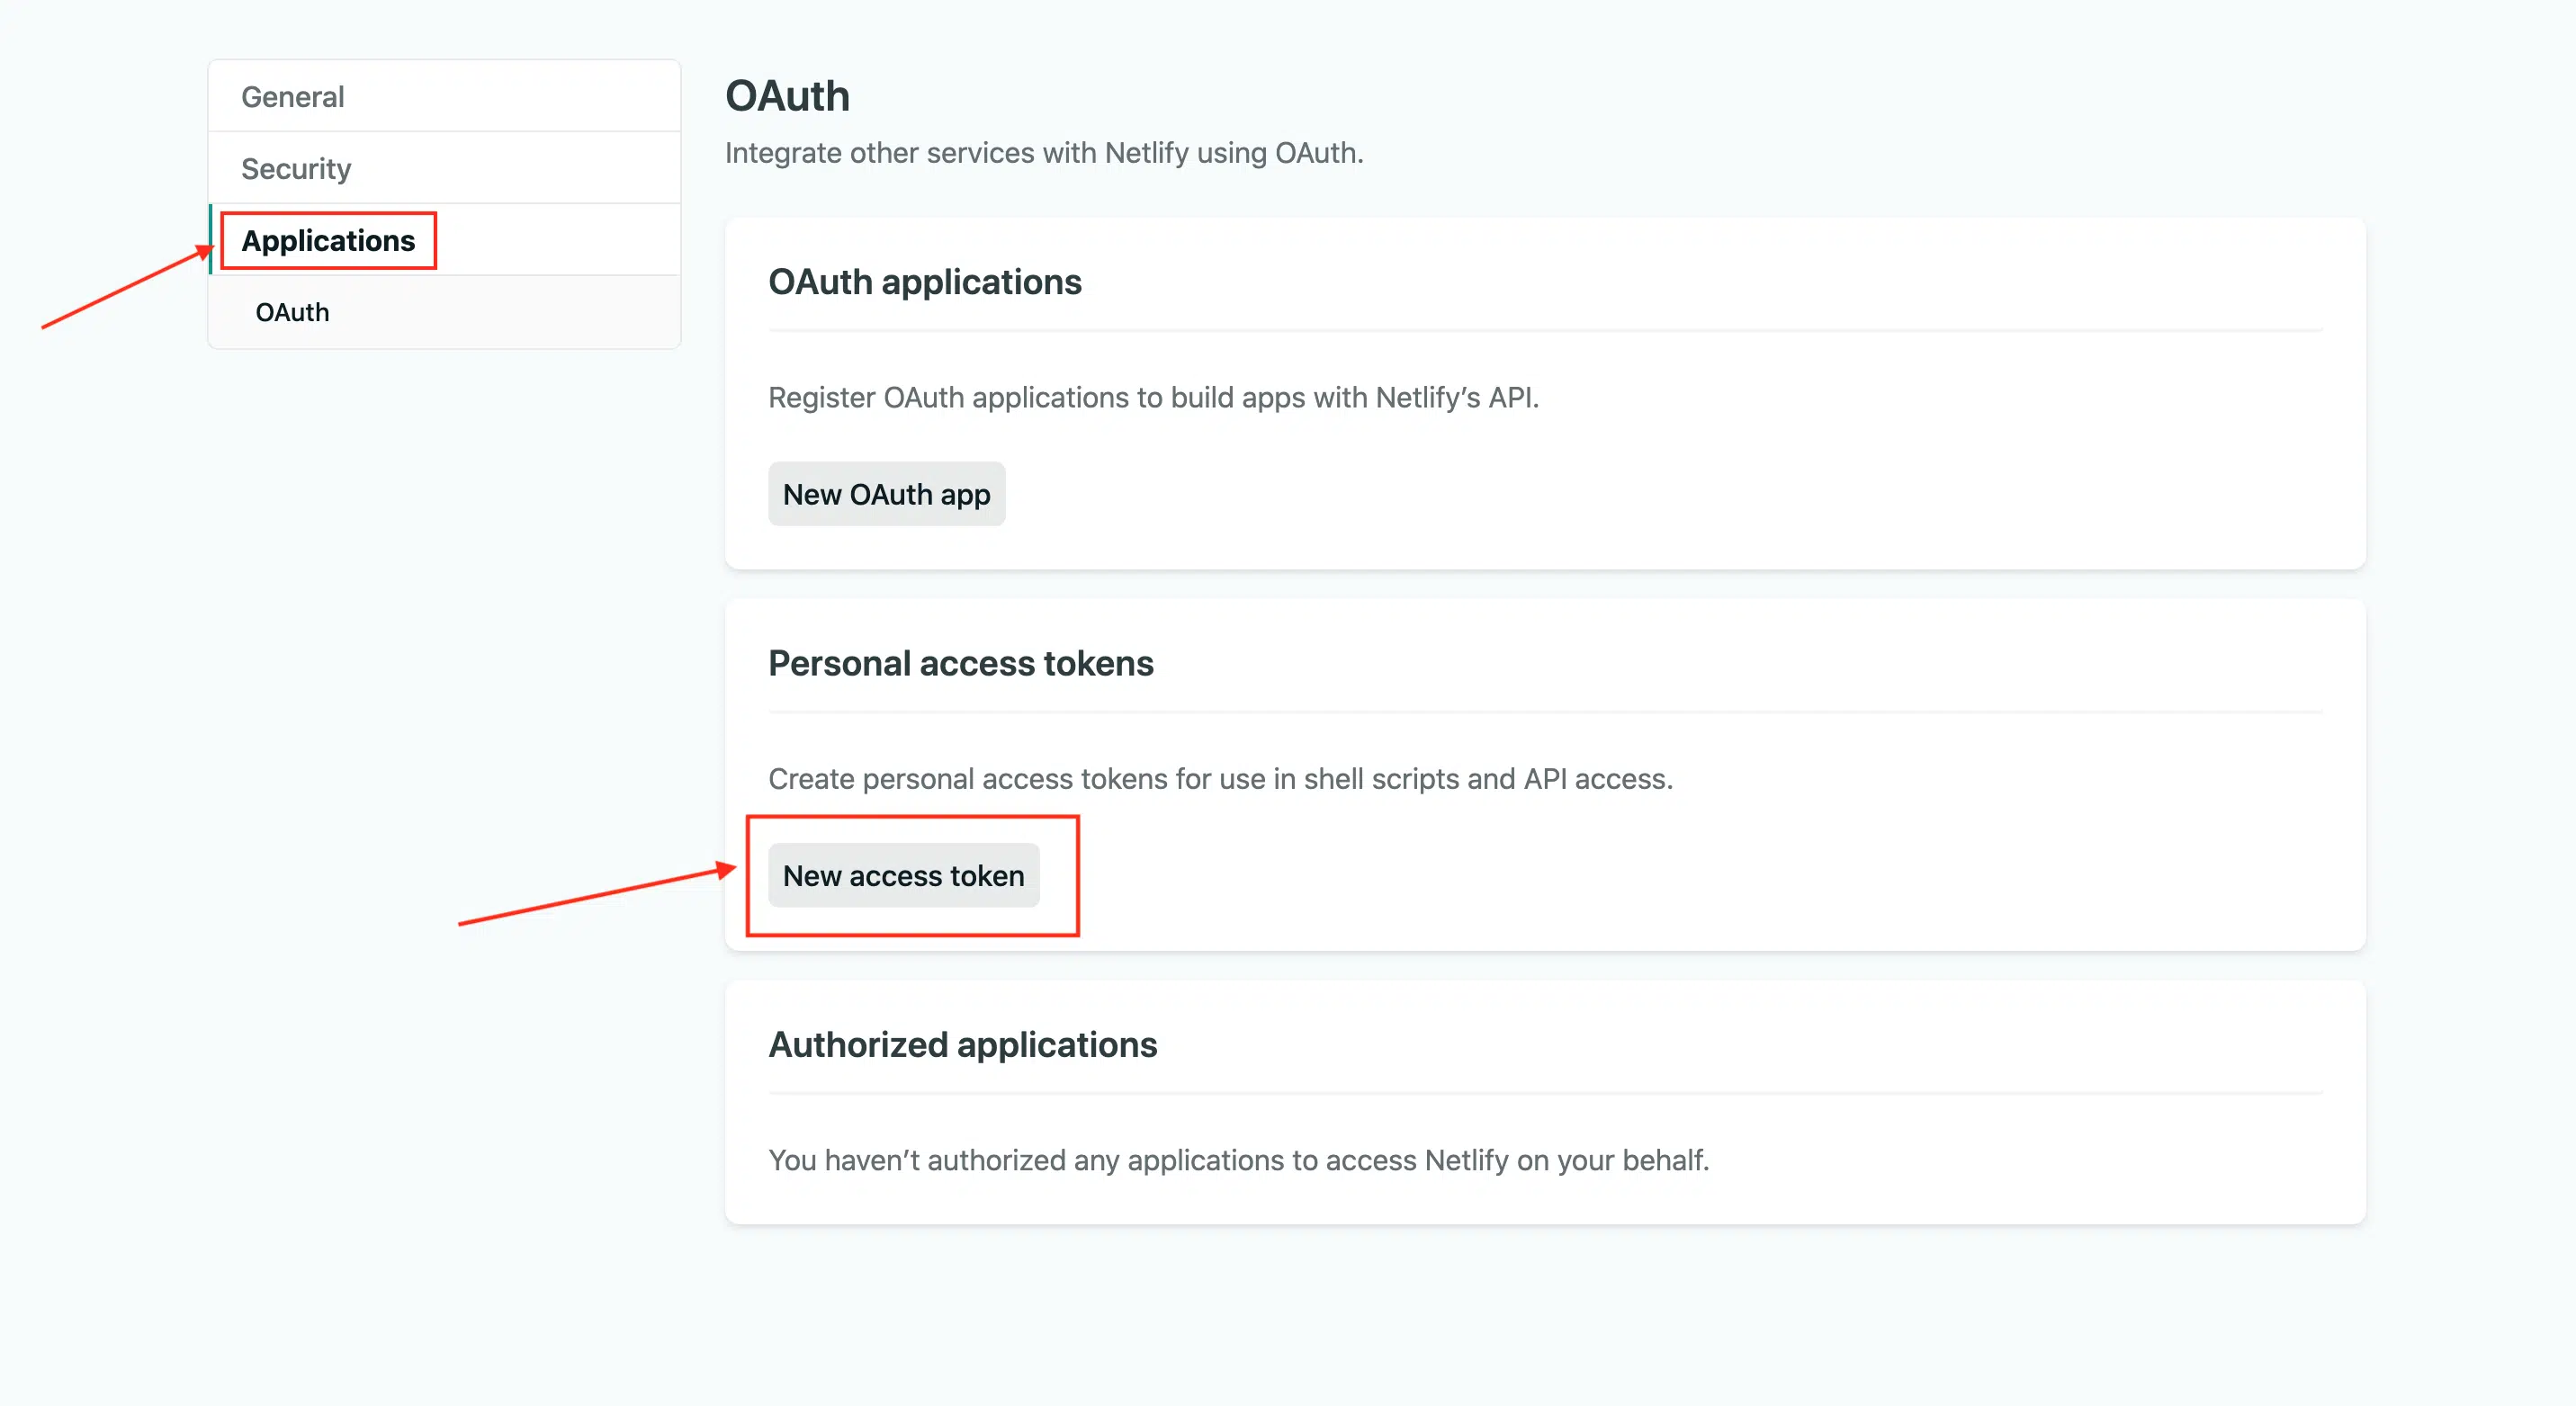 General
Security
Applications
OAuth
OAuth
Integrate other services with Netlify using OAuth.
OAuth applications
Register OAuth applications to build apps with Netlify’s API.
New OAuth app
Personal access tokens
Create personal access tokens for use in shell scripts and API access.
New access token
Authorized applications
You haven’t authorized any applications to access Netlify on your behalf.